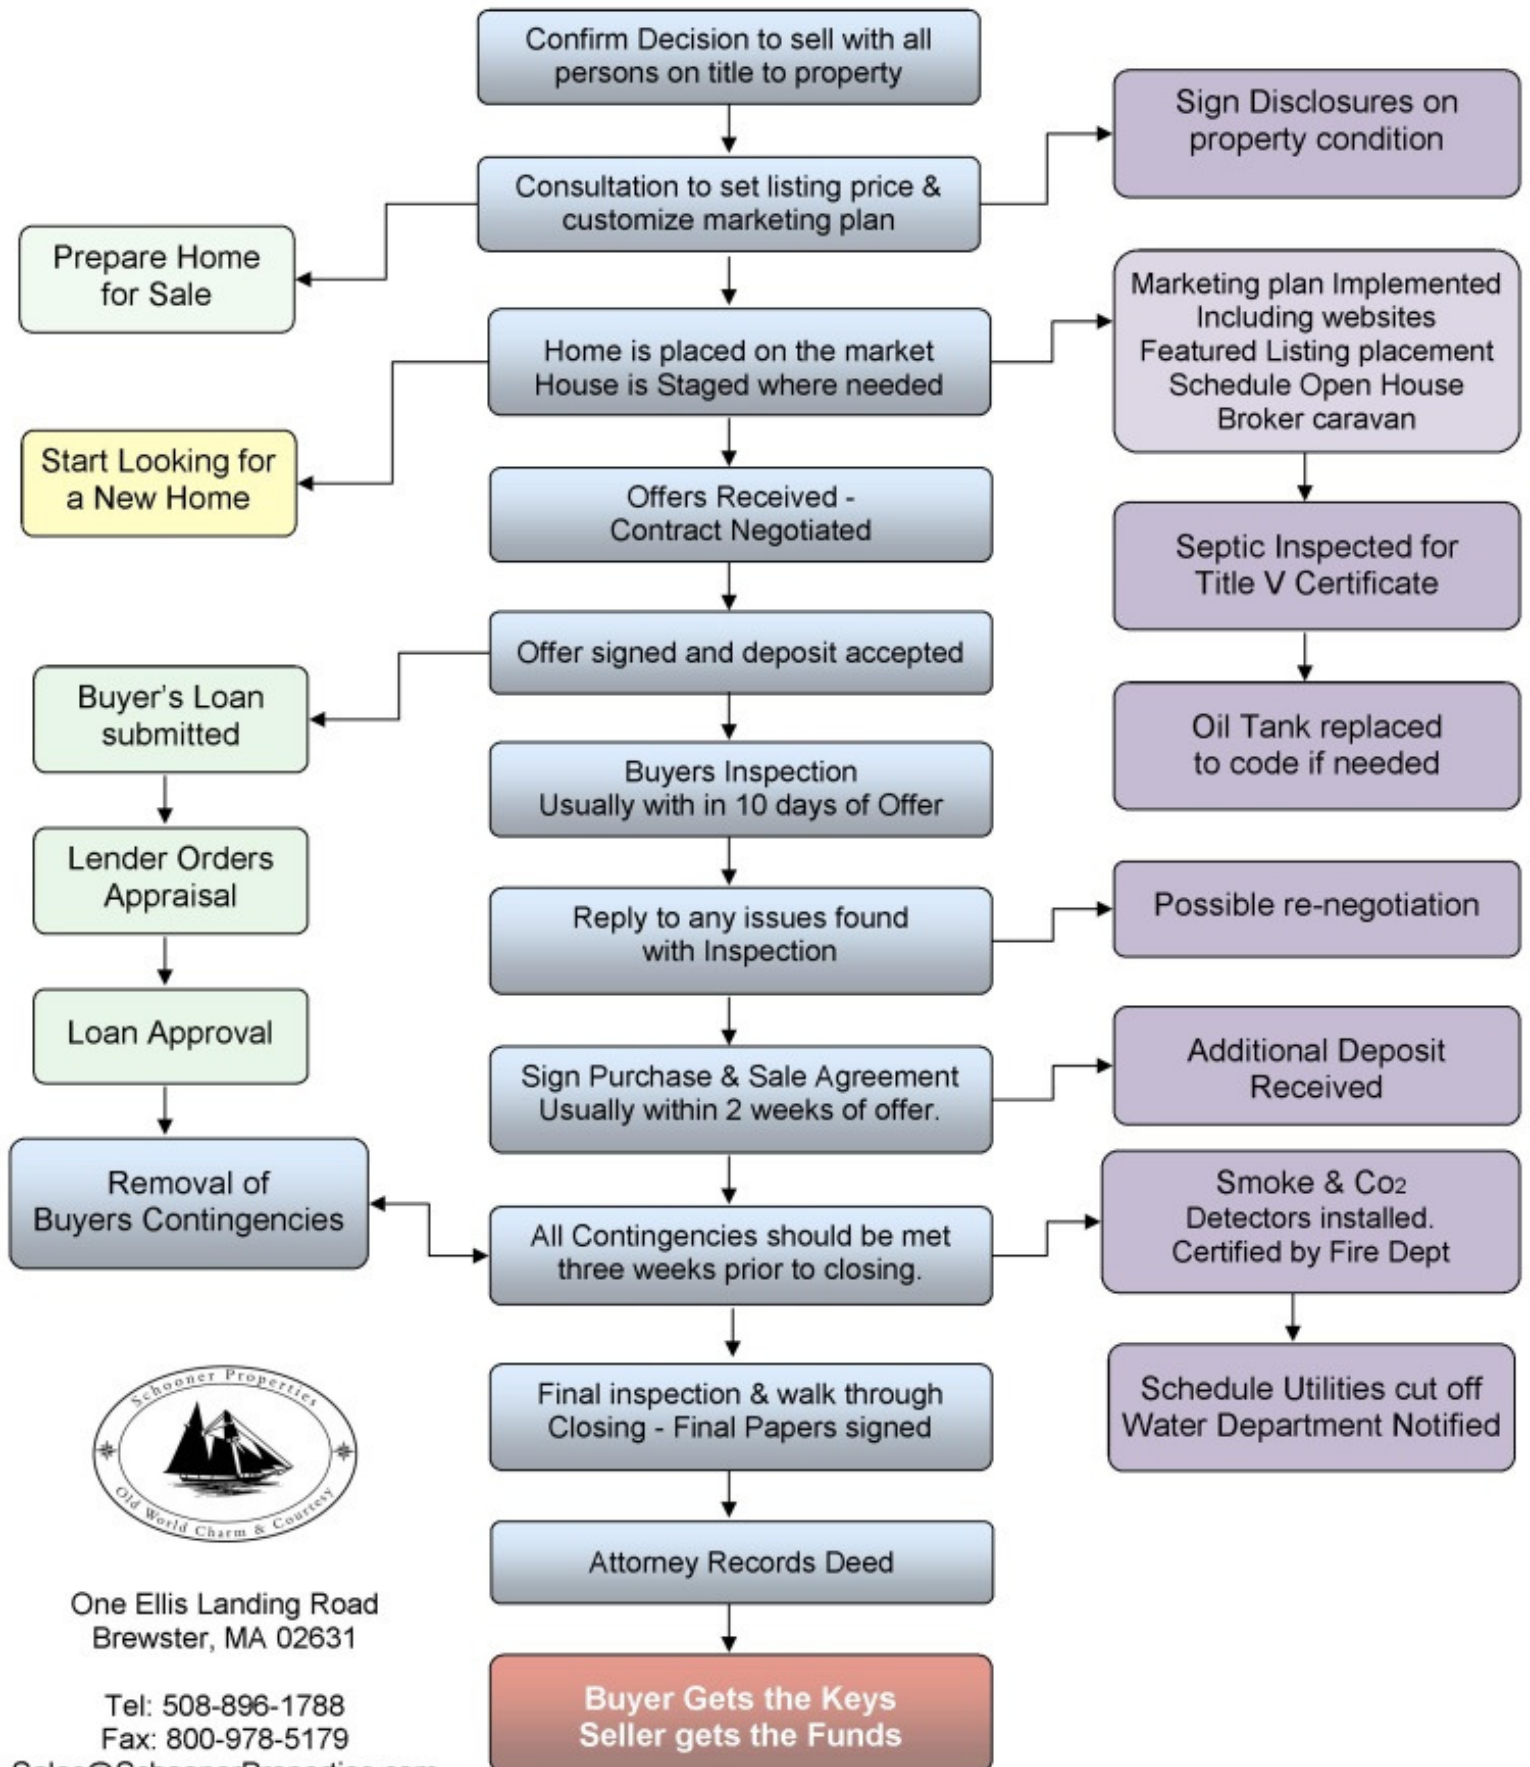 Confirm Decision to sell with all
persons on title to property
Sign Disclosures on
property condition
Consultation to set listing price &
customize marketing plan
Prepare Home
for Sale
Marketing plan Implemented
Including websites
Featured Listing placement
Schedule Open House
Broker caravan
Home is placed on the market
House is Staged where needed
Start Looking for
a New Home
Offers Received -
Contract Negotiated
Septic Inspected for
Title V Certificate
Offer signed and deposit accepted
Buyer's Loan
submitted
Oil Tank replaced
to code if needed
Buyers Inspection
Usually with in 10 days of Offer
Lender Orders
Appraisal
Reply to any issues found
with Inspection
Possible re-negotiation
Loan Approval
Additional Deposit
Received
Sign Purchase & Sale Agreement
Usually within 2 weeks of offer.
Removal of
Buyers Contingencies
Smoke & Co2
Detectors installed.
Certified by Fire Dept
All Contingencies should be met
three weeks prior to closing.
Schedule Utilities cut off
Water Department Notified
Final inspection & walk through
Closing - Final Papers signed
Schooner Properties
Old World Charm & Courtesy
Attorney Records Deed
One Ellis Landing Road
Brewster, MA 02631
Tel: 508-896-1788
Fax: 800-978-5179
Sales@SchoonerProperties.com
Buyer Gets the Keys
Seller gets the Funds